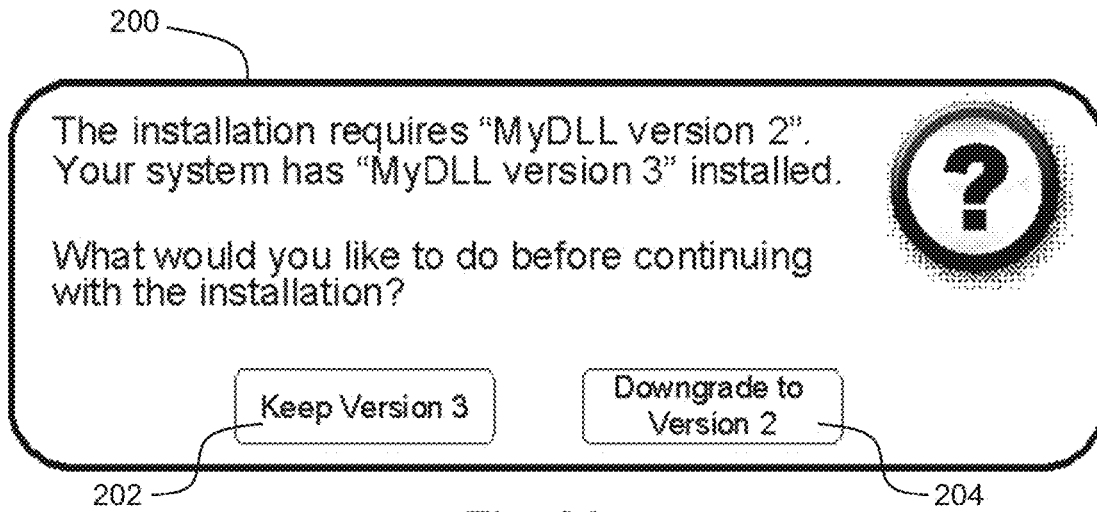 200
The installation requires “MyDLL version 2”.
Your system has “MyDLL version 3” installed.
?
What would you like to do before continuing
with the installation?
Keep Version 3
Downgrade to
Version 2
202
204